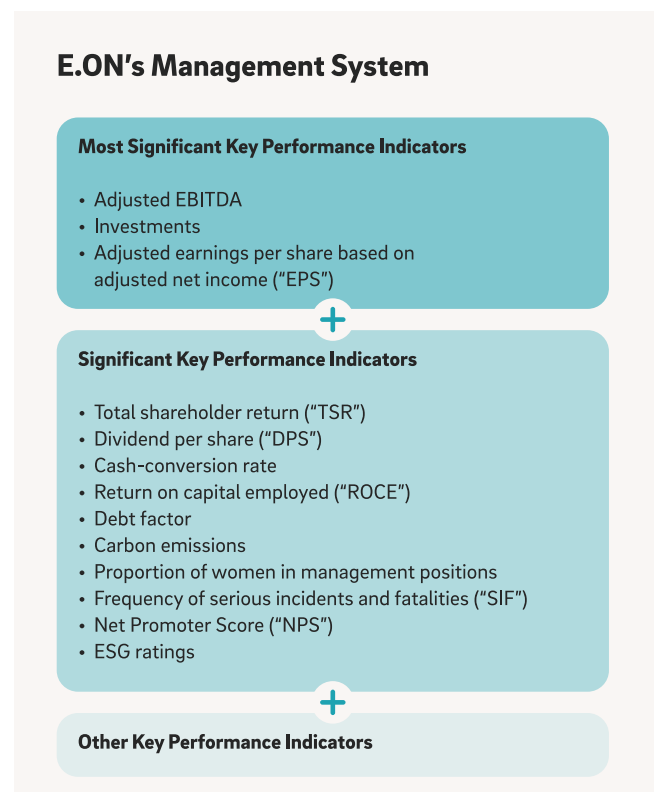 E.ON's Management System
Most Significant Key Performance Indicators
• Adjusted EBITDA
• Investments
• Adjusted earnings per share based on
adjusted net income (“EPS”)
+
Significant Key Performance Indicators
• Total shareholder return (“TSR”)
• Dividend per share (“DPS”)
• Cash-conversion rate
• Return on capital employed (“ROCE”)
• Debt factor
• Carbon emissions
• Proportion of women in management positions
• Frequency of serious incidents and fatalities (“SIF”)
• Net Promoter Score (“NPS”)
• ESG ratings
+
Other Key Performance Indicators